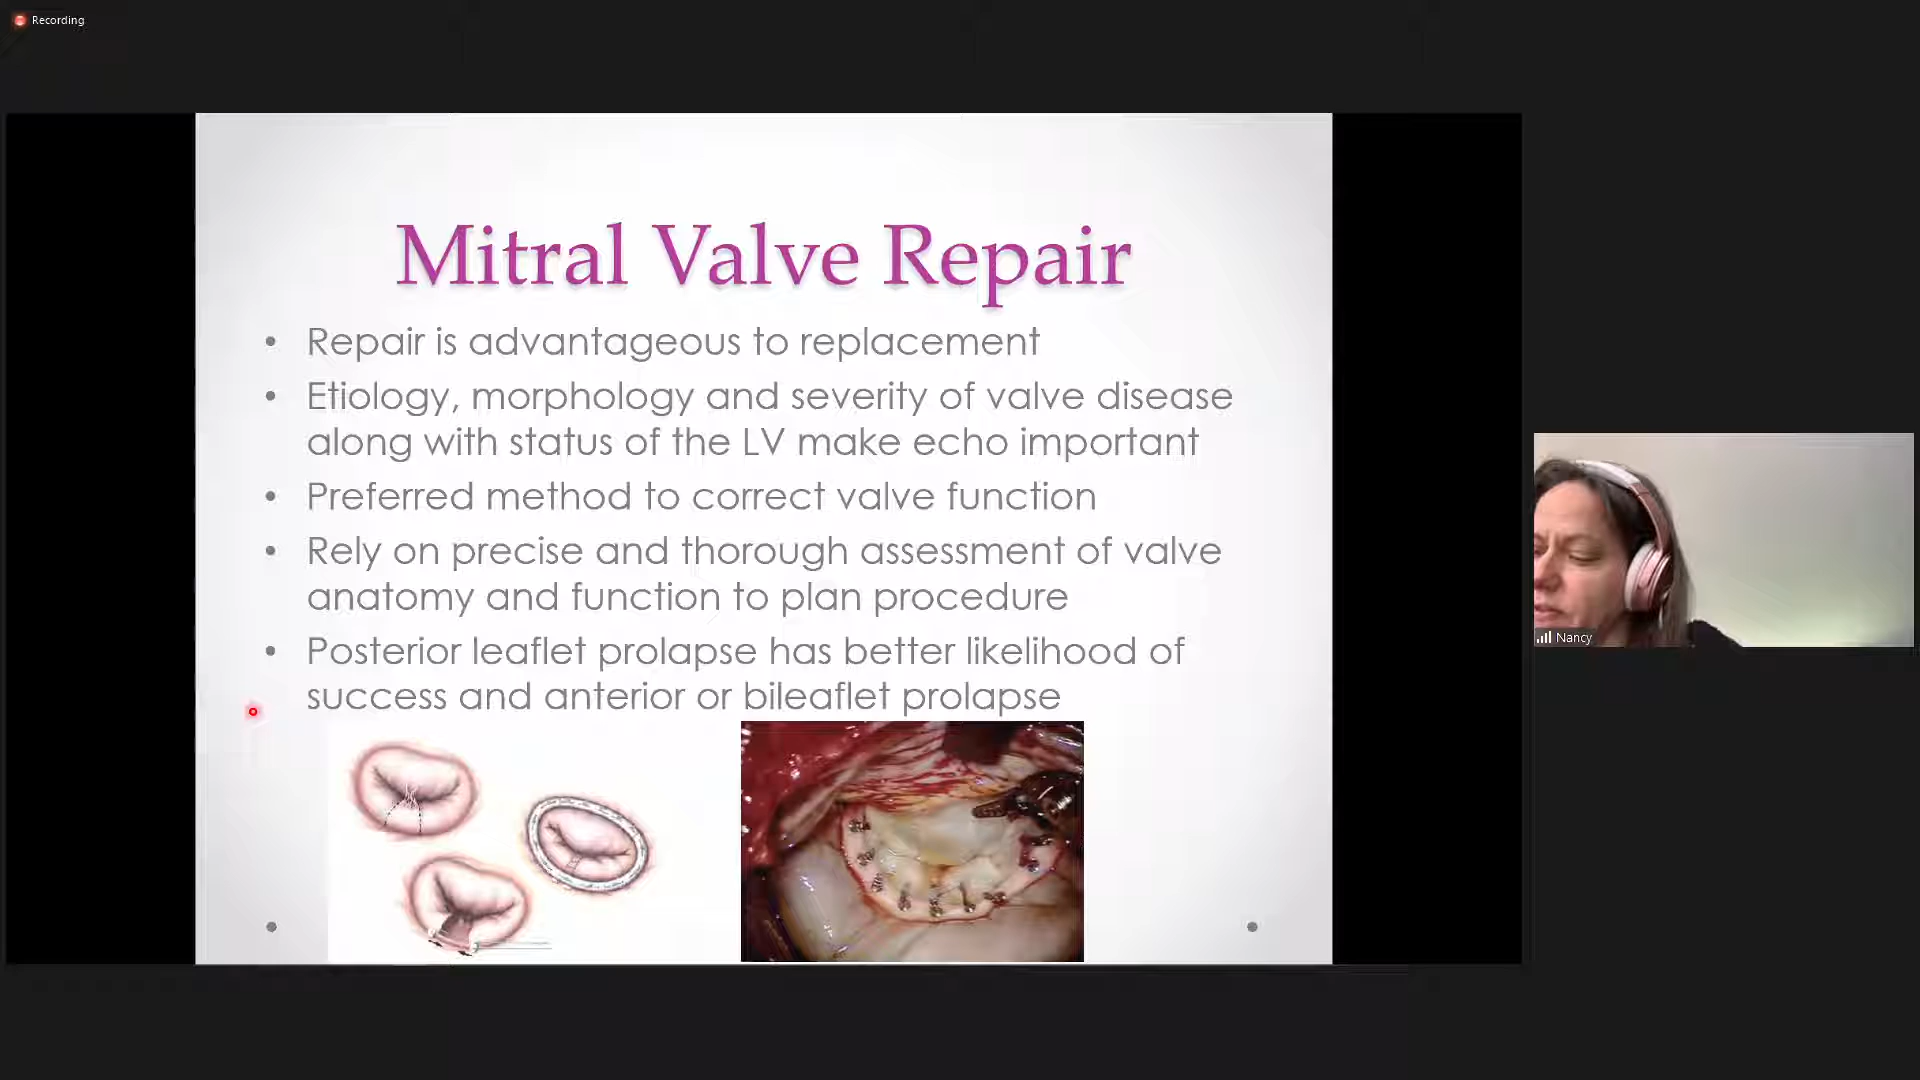 Recording
Mitral Valve Repair
• Repair is advantageous to replacement
• Etiology, morphology and severity of valve disease
along with status of the LV make echo important
• Preferred method to correct valve function
• Rely on precise and thorough assessment of valve
anatomy and function to plan procedure
• Posterior leaflet prolapse has better likelihood of
success and anterior or bileaflet prolapse
Nancy